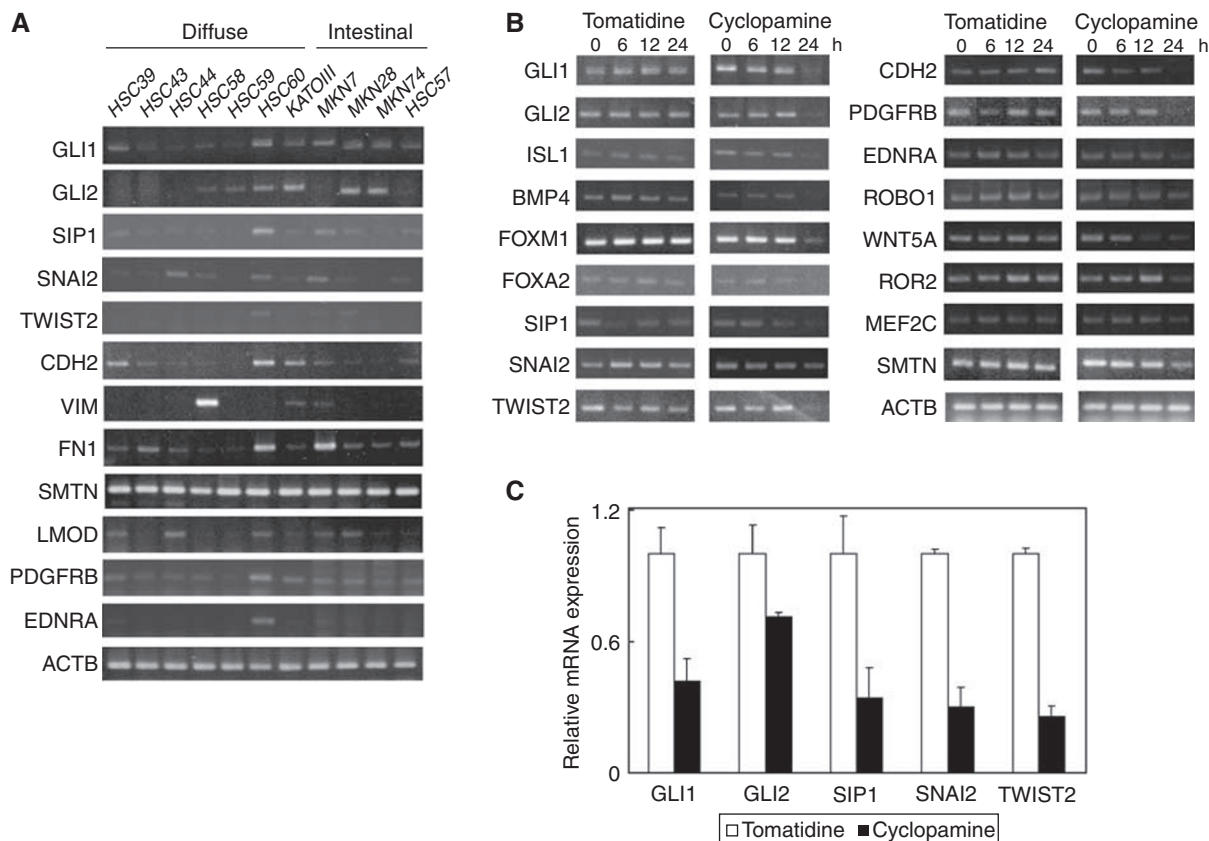 A
Diffuse Intestinal
HSC39 HSC43 HSC44 HSC58 HSC59 HSC60 KATOIII MKN7 MKN28 MKN74 HSC57
GLI1
GLI2
SIP1
SNAI2
TWIST2
CDH2
VIM
FN1
SMTN
LMOD
PDGFRB
EDNRA
ACTB
B
Tomatidine Cyclopamine
0 6 12 24 0 6 12 24 h
GLI1
GLI2
ISL1
BMP4
FOXM1
FOXA2
SIP1
SNAI2
TWIST2
Tomatidine Cyclopamine
0 6 12 24 0 6 12 24 h
CDH2
PDGFRB
EDNRA
ROBO1
WNT5A
ROR2
MEF2C
SMTN
ACTB
C
Relative mRNA expression
1.2
0.6
0
GLI1 GLI2 SIP1 SNAI2 TWIST2
Tomatidine Cyclopamine